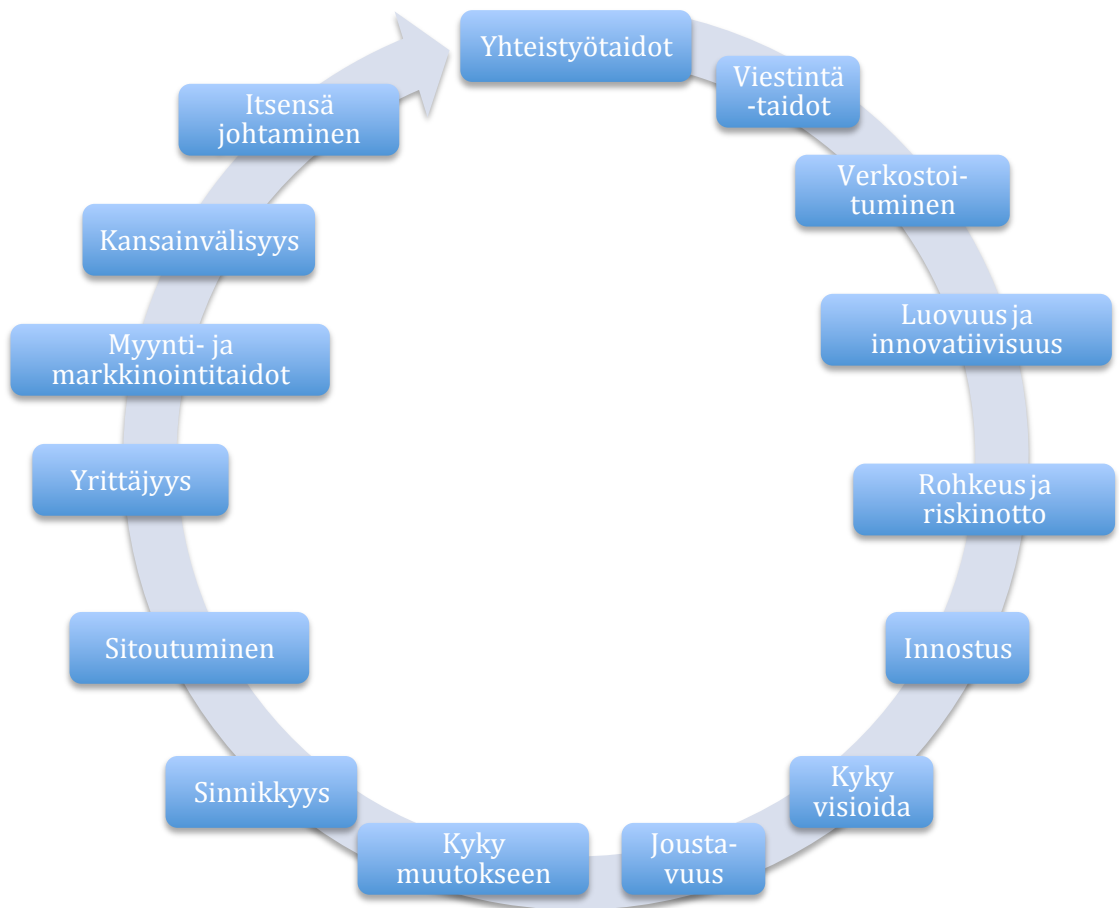 Yhteistyötaidot
Viestintä
-taidot
Verkostoi-
tuminen
Luovuus ja
innovatiivisuus
Rohkeus ja
riskinotto
Innostus
Kyky
visioida
Jousta-
vuus
Kyky
muutokseen
Sinnikkyys
Sitoutuminen
Yrittäjyys
Myynti- ja
markkinointitaidot
Kansainvälisyys
Itsensä
johtaminen